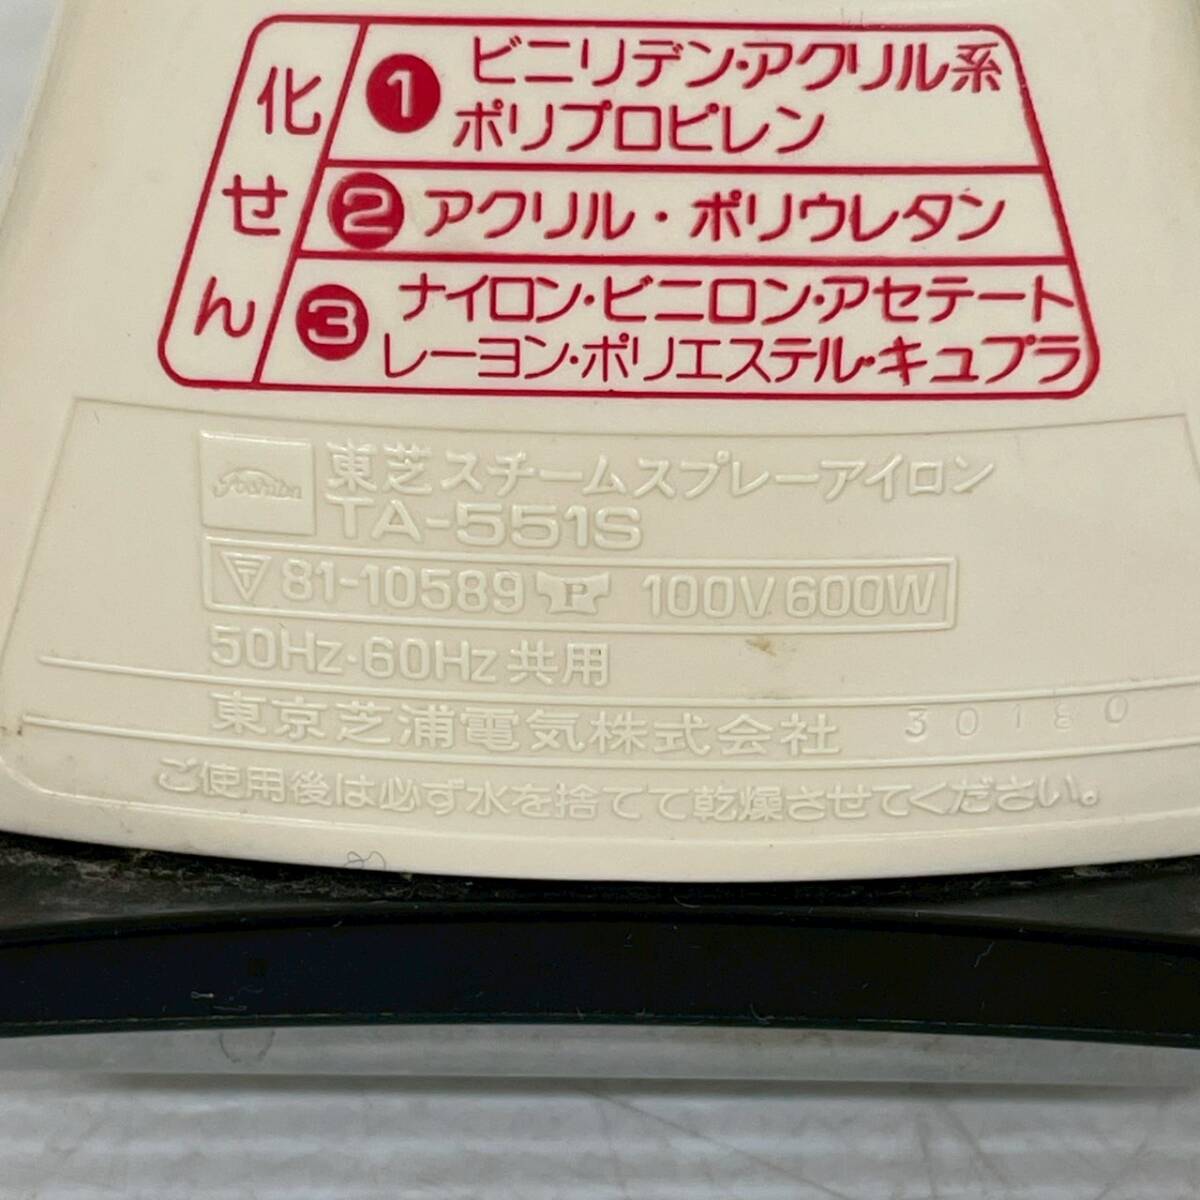 化せん
1 ビニリデン・アクリル系
ポリプロピレン
2 アクリル・ポリウレタン
3 ナイロン・ビニロン・アセテート
レーヨン・ポリエステル・キュプラ
Toshiba 東芝スチームスプレーアイロン
TA-551S
T 81-10589 P 100V 600W
50Hz・60Hz 共用
東京芝浦電気株式会社 30180
ご使用後は必ず水を捨てて乾燥させてください。